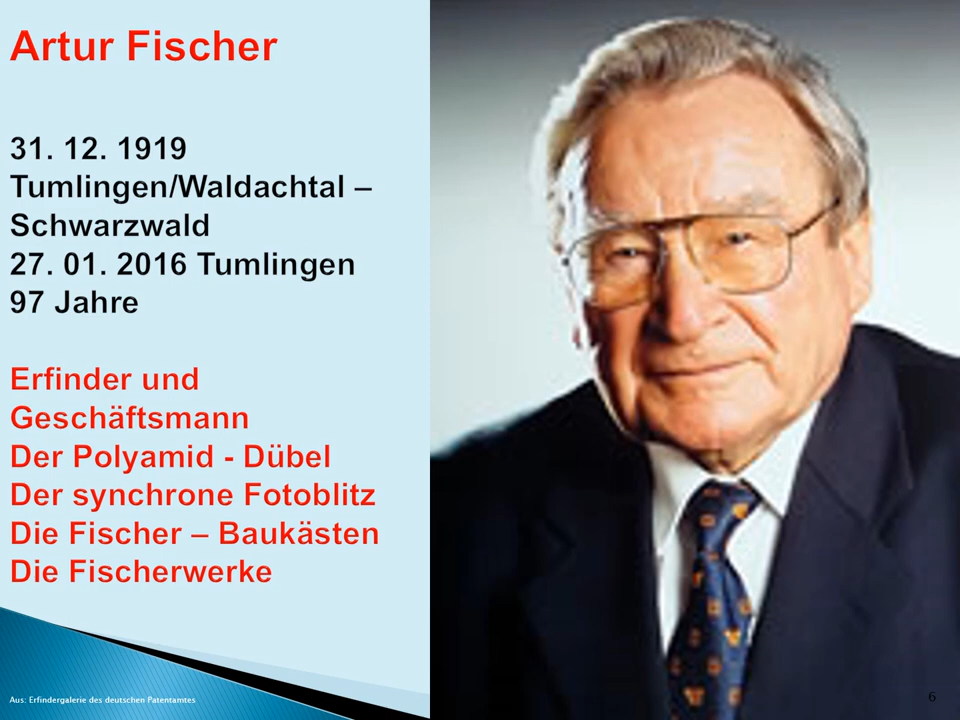 Artur Fischer
31. 12. 1919
Tumlingen/Waldachtal –
Schwarzwald
27. 01. 2016 Tumlingen
97 Jahre
Erfinder und
Geschäftsmann
Der Polyamid - Dübel
Der synchrone Fotoblitz
Die Fischer – Baukästen
Die Fischerwerke
Aus: Erfindergalerie des deutschen Patentamtes
6